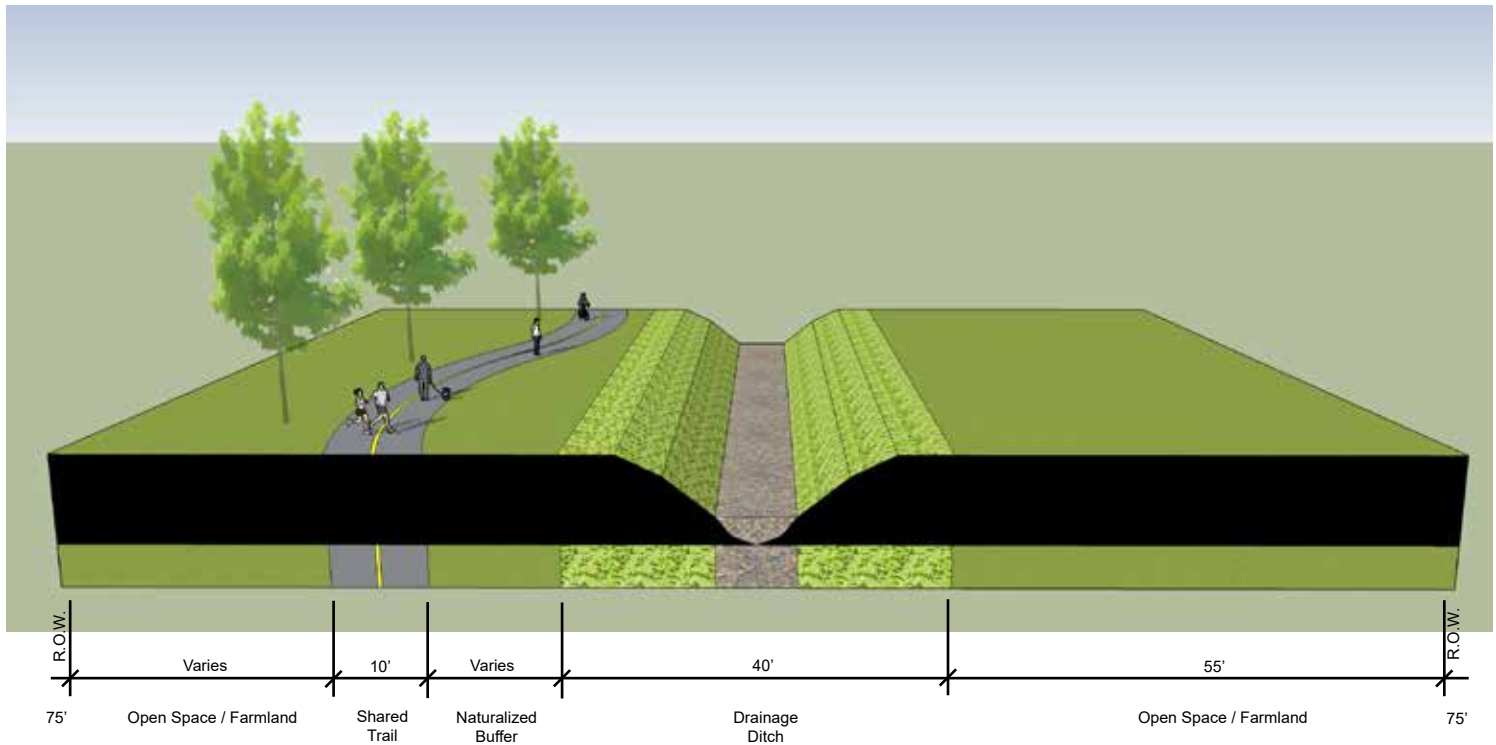 R.O.W.
R.O.W.
Varies
10’
Varies
40’
55’
75’
Open Space / Farmland
Shared
Trail
Naturalized
Buffer
Drainage
Ditch
Open Space / Farmland
75’